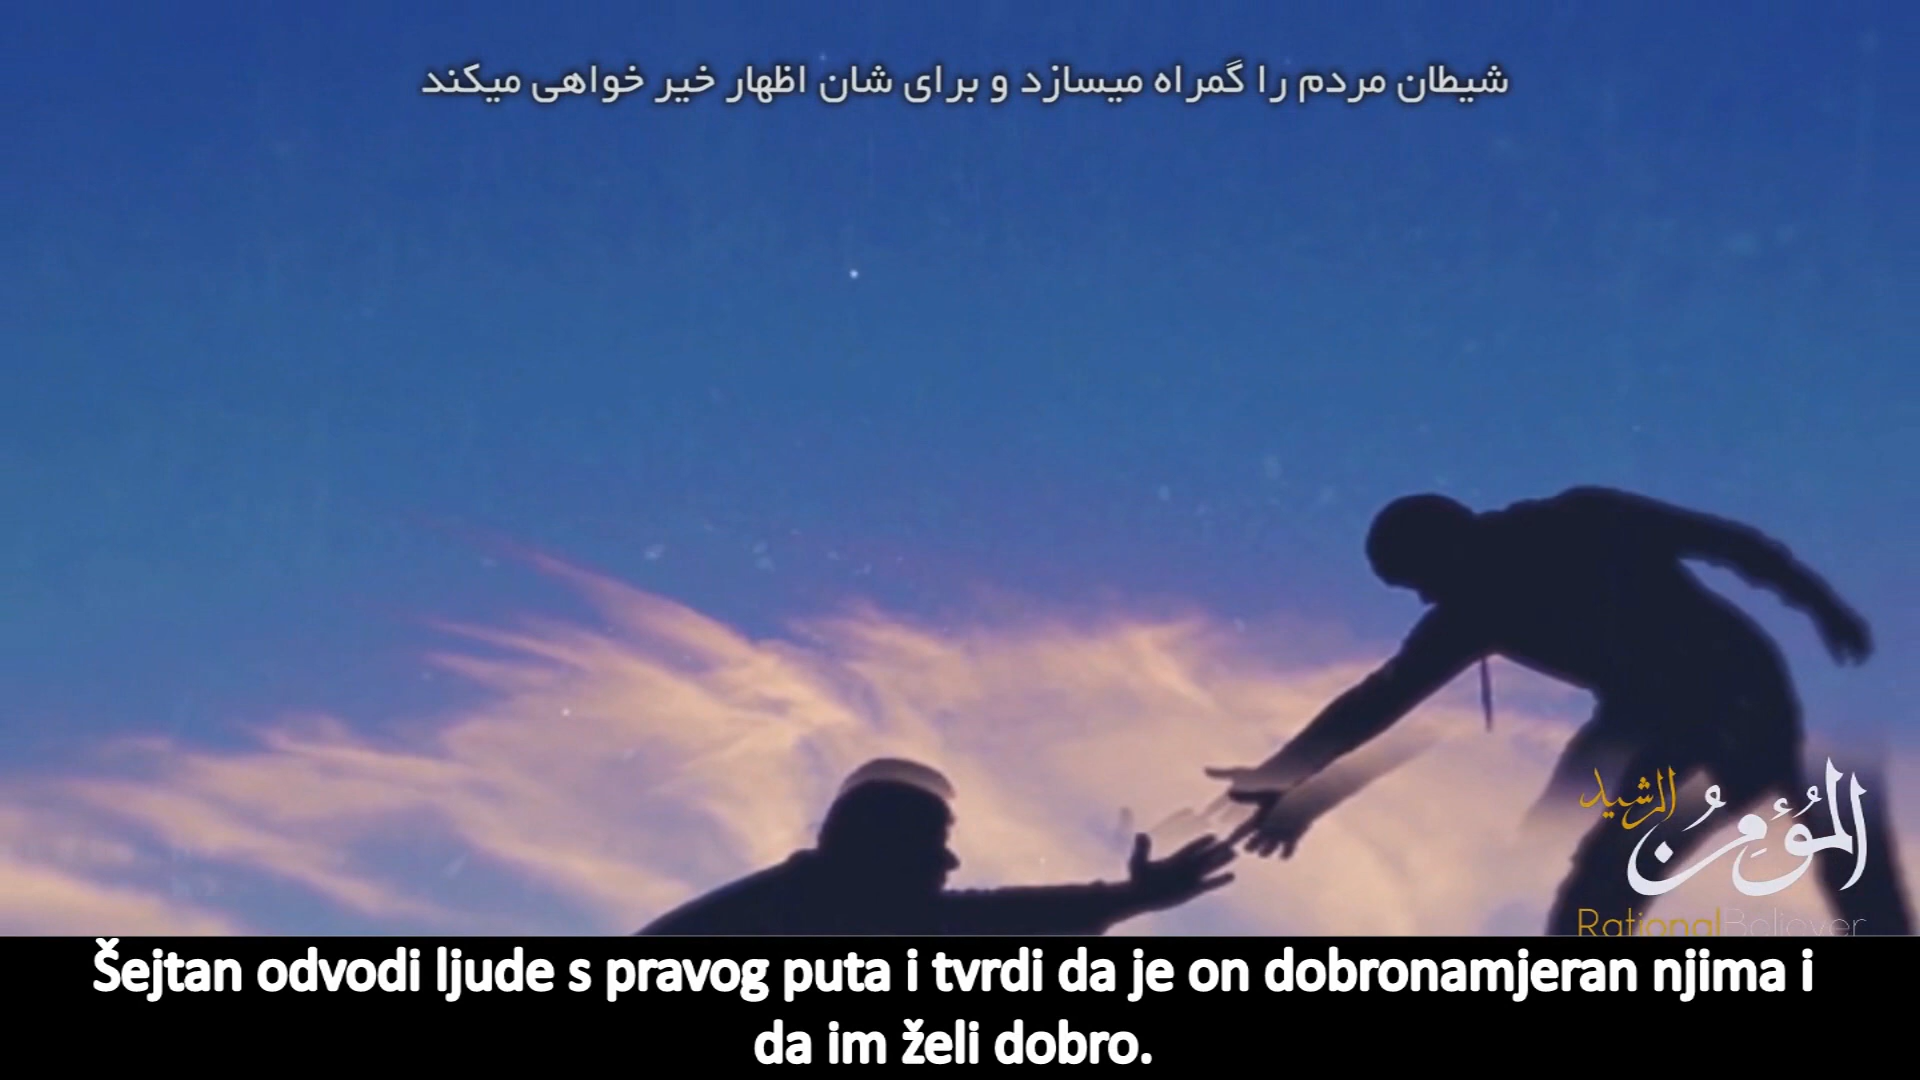 شیطان مردم را گمراه میسازد و برای شان اظهار خیر خواهی میکند
المؤمن الرشيد
RationalBeliever
Šejtan odvodi ljude s pravog puta i tvrdi da je on dobronamjeran njima i
da im želi dobro.